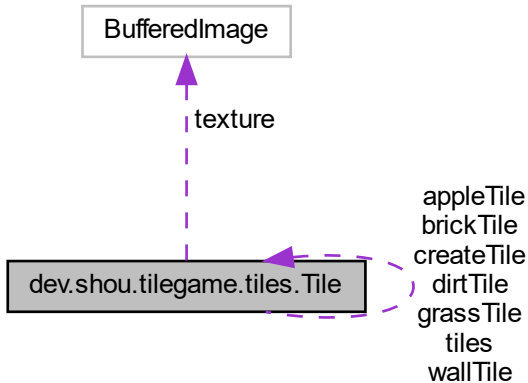 BufferedImage
texture
appleTile
brickTile
createTile
dev.shou.tilegame.tiles.Tile
dirtTile
grassTile
tiles
wallTile